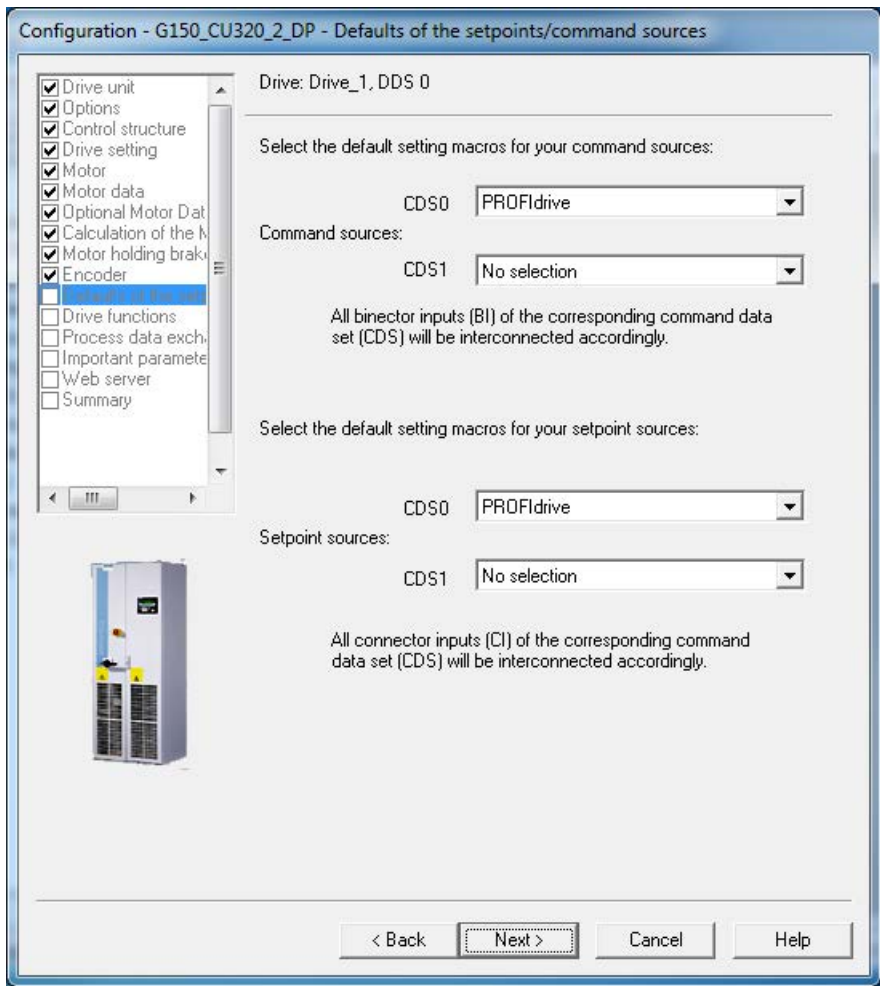 Configuration - G150_CU320_2_DP - Defaults of the setpoints/command sources
Drive unit
Options
Control structure
Drive setting
Motor
Motor data
Optional Motor Dat
Calculation of the M
Motor holding brak
Encoder
Defaults of the set
Drive functions
Process data exch
Important paramete
Web server
Summary
Drive: Drive_1, DDS 0
Select the default setting macros for your command sources:
CDS0 PROFIdrive
Command sources:
CDS1 No selection
All binector inputs (BI) of the corresponding command data
set (CDS) will be interconnected accordingly.
Select the default setting macros for your setpoint sources:
CDS0 PROFIdrive
Setpoint sources:
CDS1 No selection
All connector inputs (CI) of the corresponding command
data set (CDS) will be interconnected accordingly.
< Back Next > Cancel Help